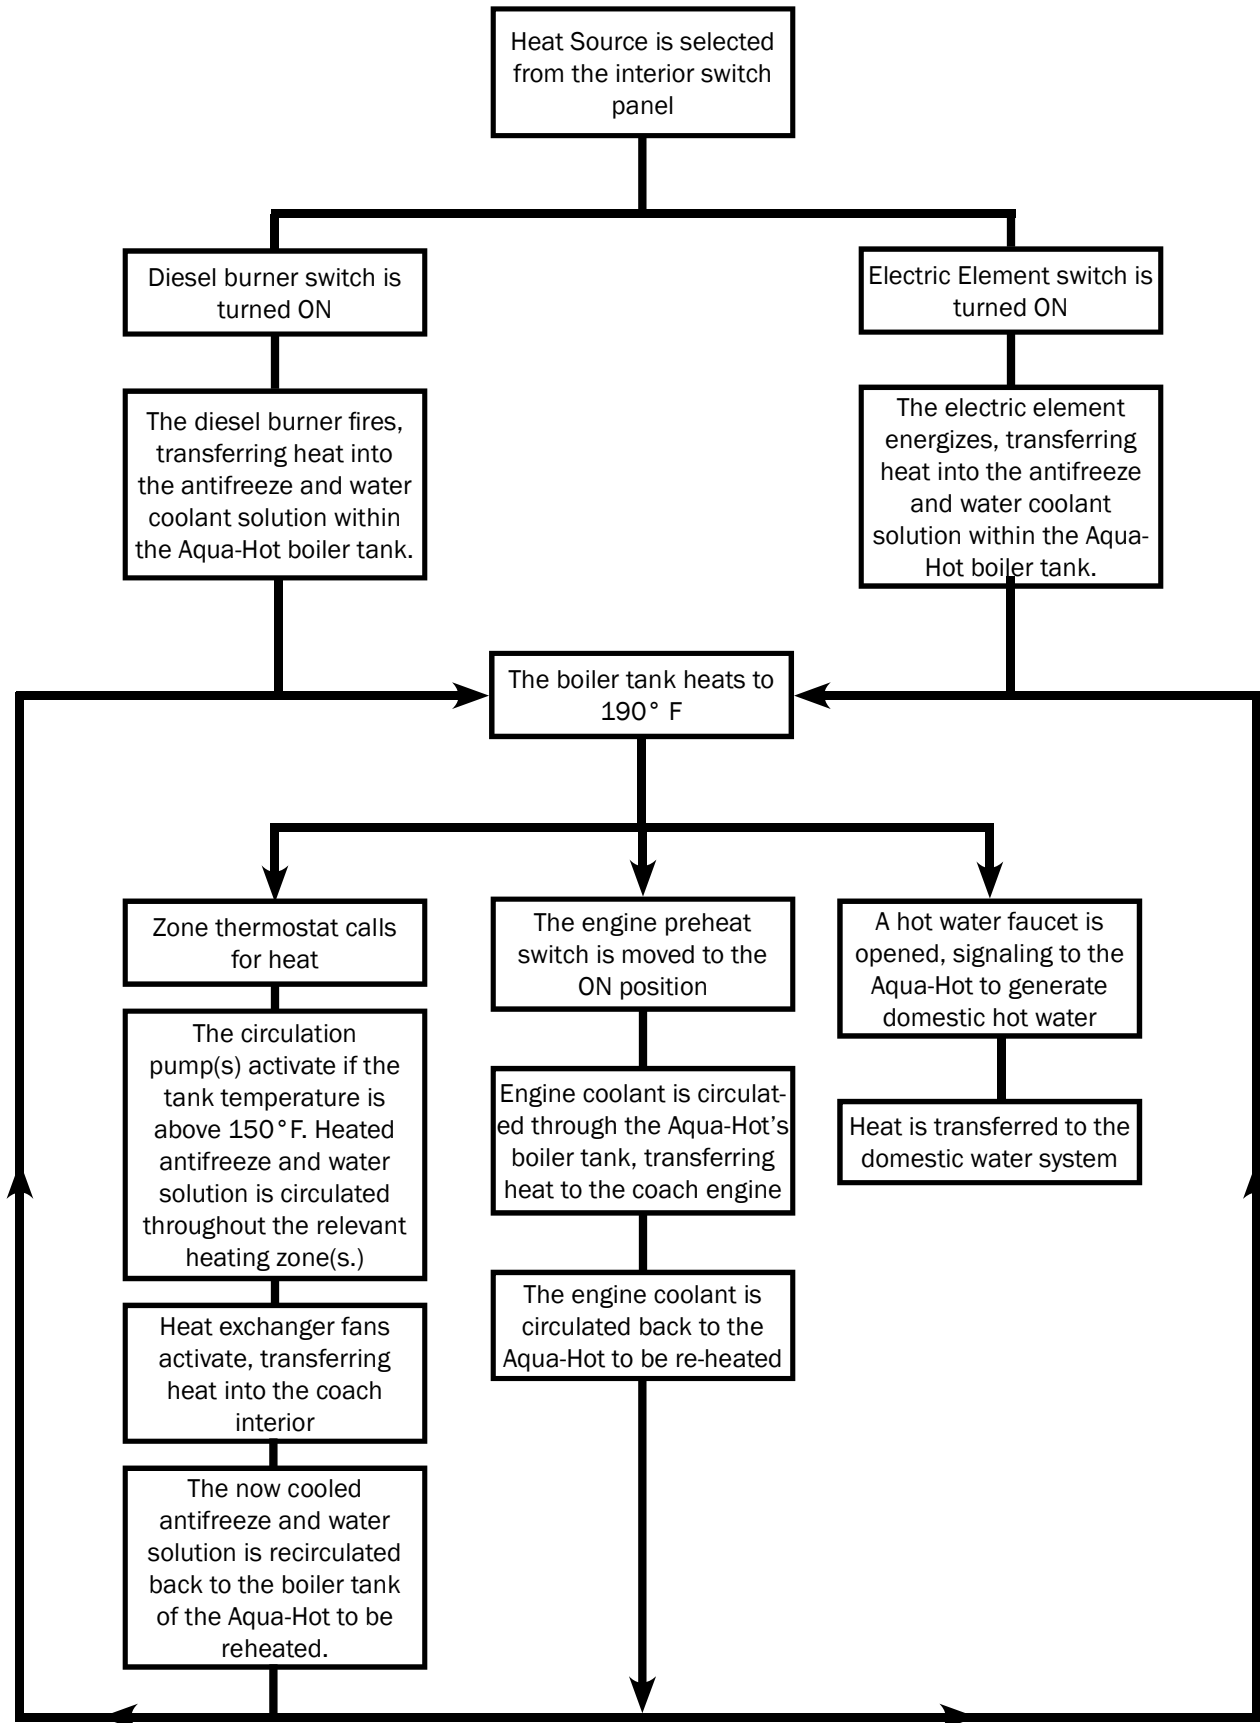 Heat Source is selected
from the interior switch
panel
Diesel burner switch is
turned ON
Electric Element switch is
turned ON
The diesel burner fires,
transferring heat into
the antifreeze and water
coolant solution within
the Aqua-Hot boiler tank.
The electric element
energizes, transferring
heat into the antifreeze
and water coolant
solution within the Aqua-
Hot boiler tank.
The boiler tank heats to
190° F
Zone thermostat calls
for heat
The circulation
pump(s) activate if the
tank temperature is
above 150°F. Heated
antifreeze and water
solution is circulated
throughout the relevant
heating zone(s.)
Heat exchanger fans
activate, transferring
heat into the coach
interior
The now cooled
antifreeze and water
solution is recirculated
back to the boiler tank
of the Aqua-Hot to be
reheated.
The engine preheat
switch is moved to the
ON position
Engine coolant is circulat-
ed through the Aqua-Hot’s
boiler tank, transferring
heat to the coach engine
The engine coolant is
circulated back to the
Aqua-Hot to be re-heated
A hot water faucet is
opened, signaling to the
Aqua-Hot to generate
domestic hot water
Heat is transferred to the
domestic water system